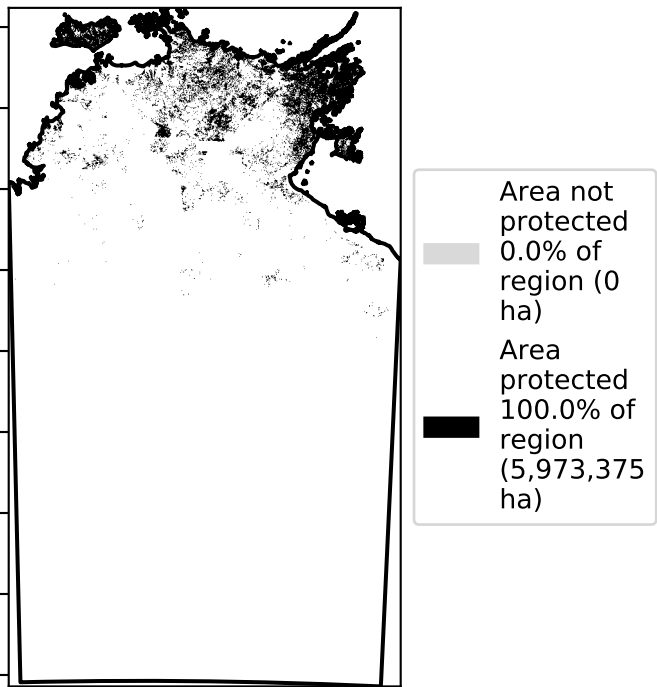 Area not
protected
0.0% of
region (0
ha)
Area
protected
100.0% of
region
(5,973,375
ha)